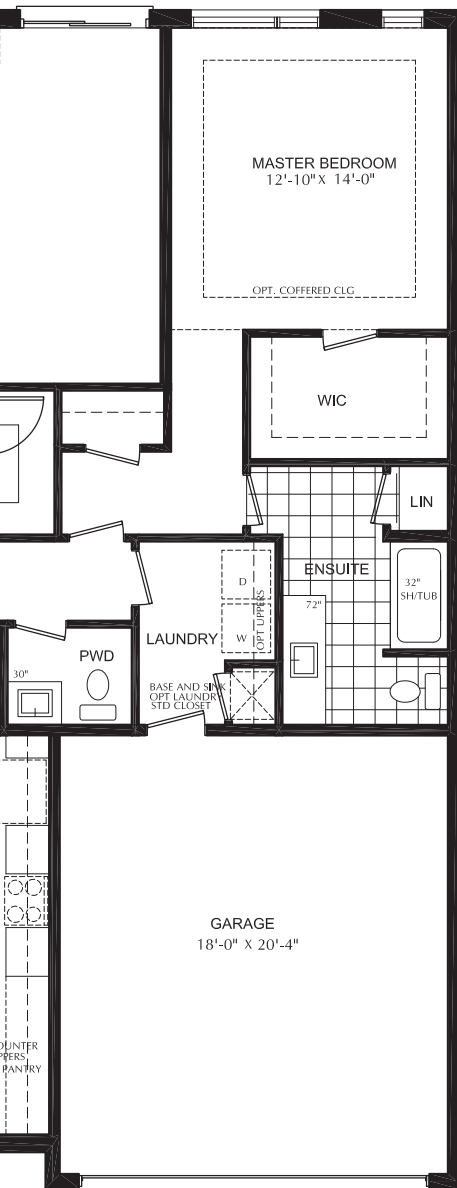 MASTER BEDROOM
12'-10" X 14'-0"
OPT. COFFERED CLG
WIC
LIN
ENSUITE
32"
SH/TUB
D
72"
OPT UPPERS
W
LAUNDRY
PWD
30"
BASE AND SINK
OPT LAUNDRY
STD CLOSET
GARAGE
18'-0" X 20'-4"
OUNTER
PPERS
PANTRY